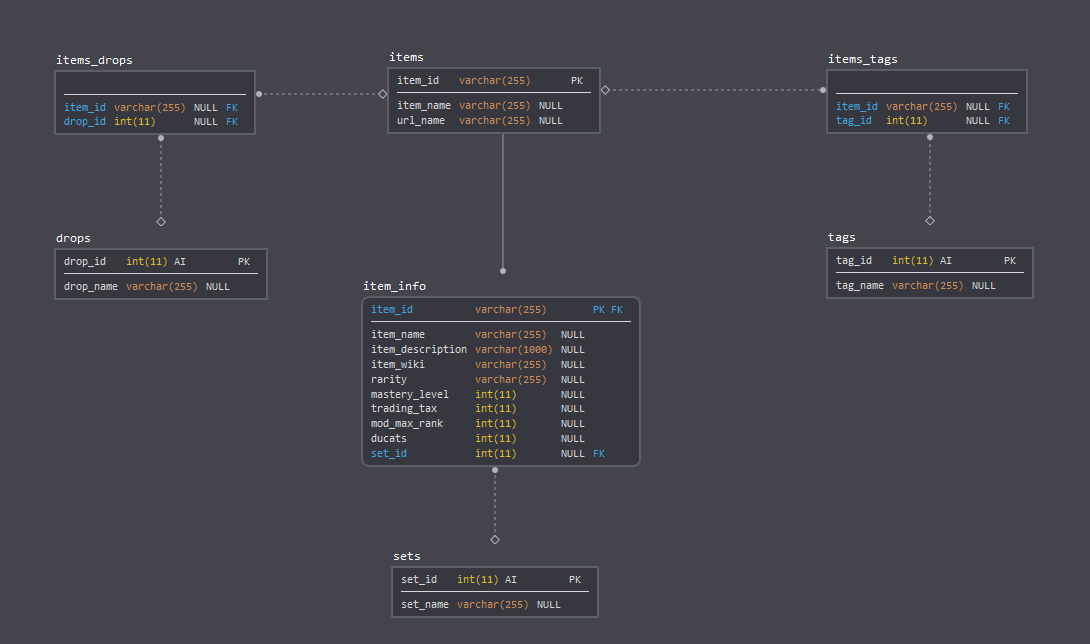 items_drops
item_id varchar(255) NULL FK
drop_id int(11) NULL FK
items
item_id varchar(255) PK
item_name varchar(255) NULL
url_name varchar(255) NULL
items_tags
item_id varchar(255) NULL FK
tag_id int(11) NULL FK
drops
drop_id int(11) AI PK
drop_name varchar(255) NULL
tags
tag_id int(11) AI PK
tag_name varchar(255) NULL
item_info
item_id varchar(255) PK FK
item_name varchar(255) NULL
item_description varchar(1000) NULL
item_wiki varchar(255) NULL
rarity varchar(255) NULL
mastery_level int(11) NULL
trading_tax int(11) NULL
mod_max_rank int(11) NULL
ducats int(11) NULL
set_id int(11) NULL FK
sets
set_id int(11) AI PK
set_name varchar(255) NULL